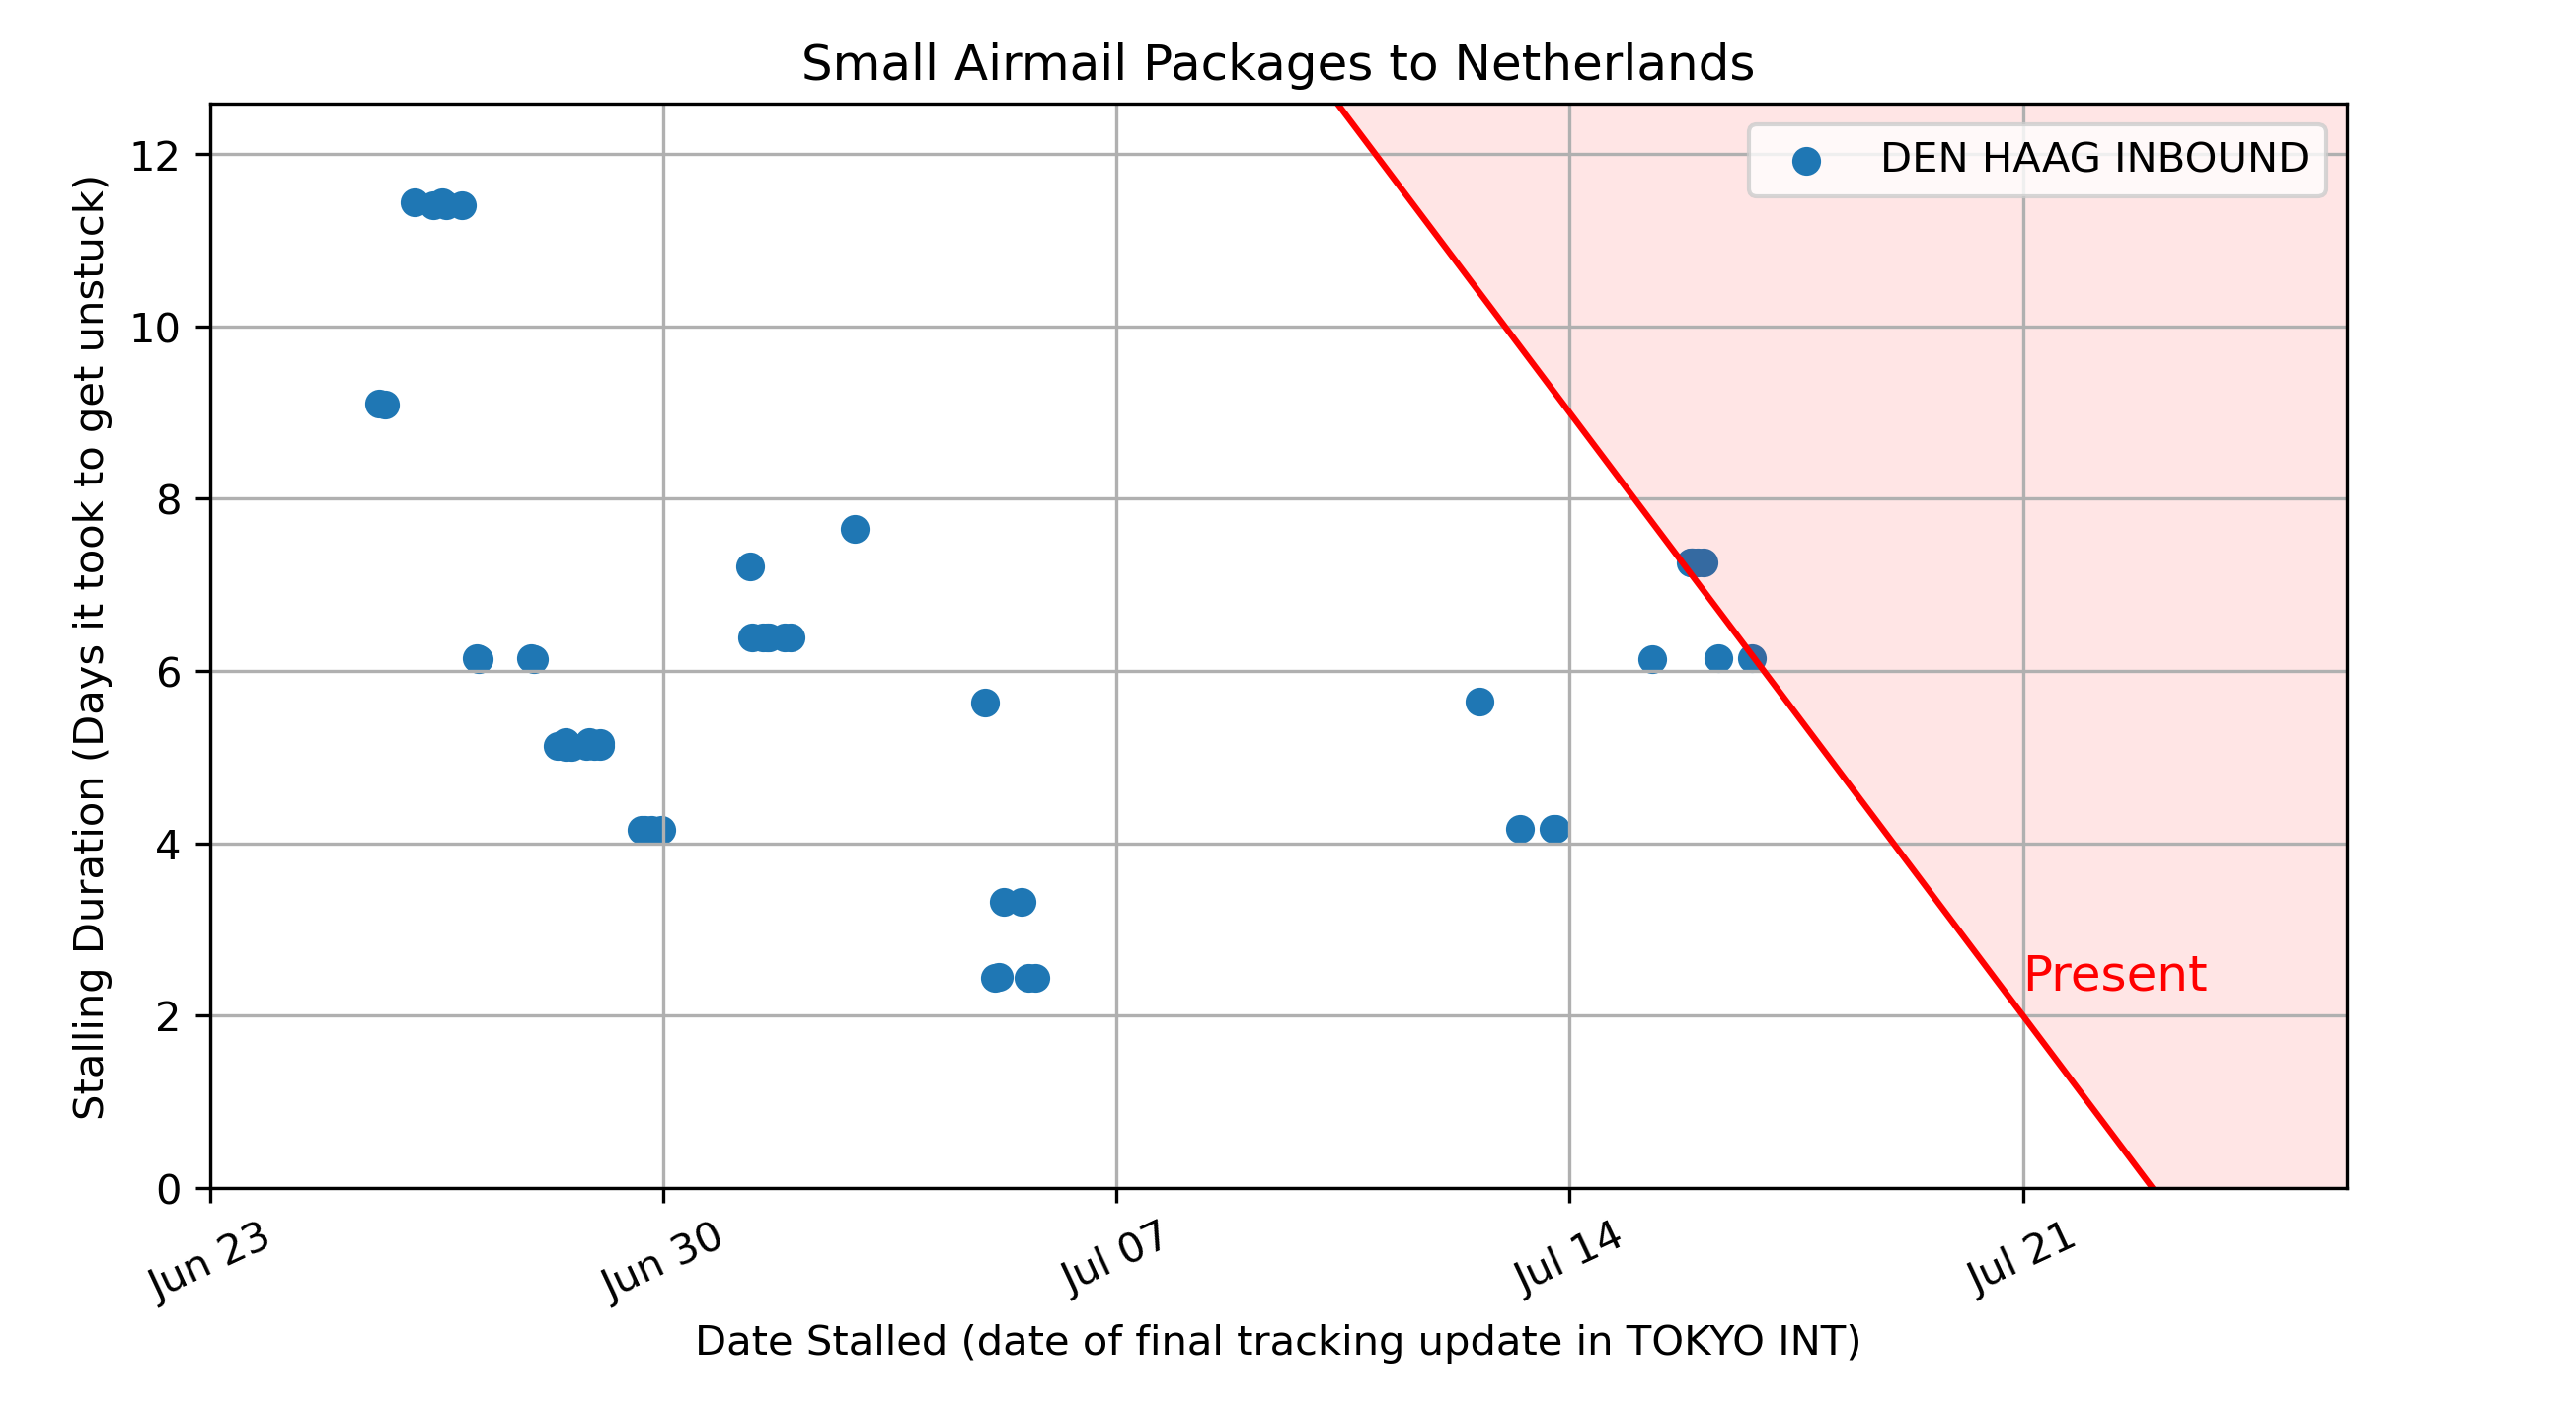 Small Airmail Packages to Netherlands
DEN HAAG INBOUND
Stalling Duration (Days it took to get unstuck)
12
10
8
6
4
2
0
Present
Jun 23
Jun 30
Jul 07
Jul 14
Jul 21
Date Stalled (date of final tracking update in TOKYO INT)